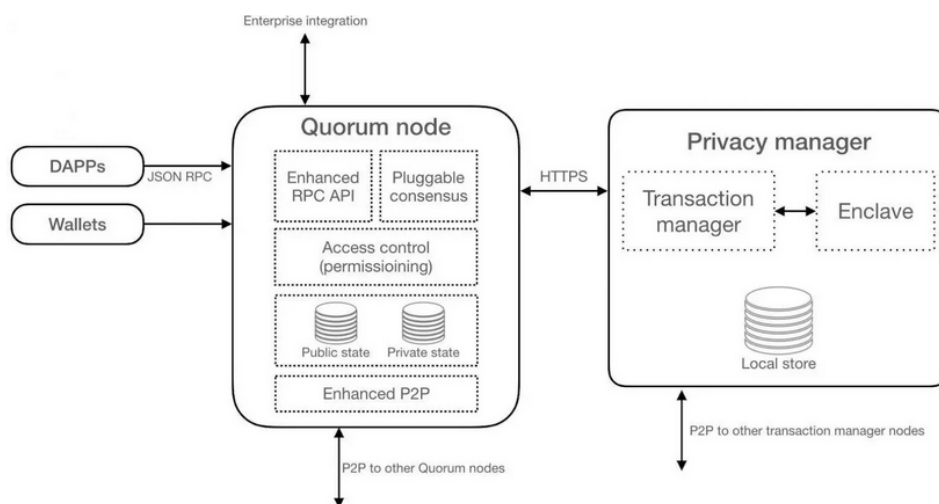 Enterprise integration
Quorum node
Privacy manager
DAPPs
JSON RPC
Wallets
Enhanced
RPC API
Pluggable
consensus
HTTPS
Transaction
manager
Enclave
Access control
(permissioining)
Public state
Private state
Local store
Enhanced P2P
P2P to other Quorum nodes
P2P to other transaction manager nodes